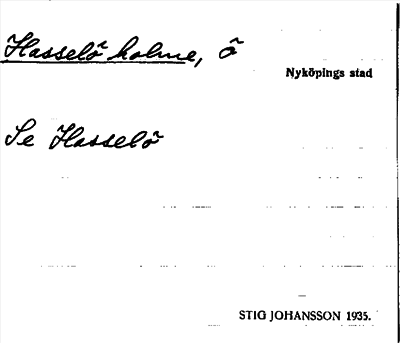 Hasselö holme, ö
Nyköpings stad
Se Hasselö
STIG JOHANSSON 1935.